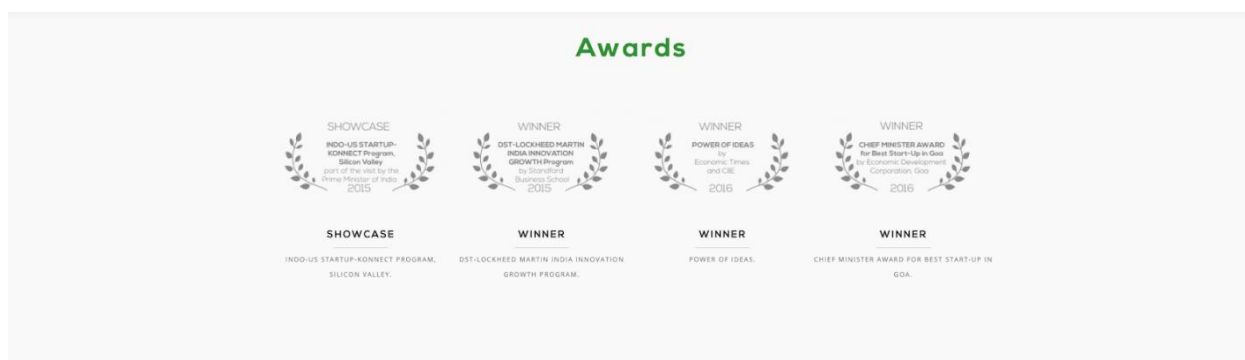 Awards
SHOWCASE
INDO-US STARTUP-
KONNECT Program,
Silicon Valley
part of the visit by the
Prime Minister of India
2015
WINNER
DST-LOCKHEED MARTIN
INDIA INNOVATION
GROWTH Program
by Standford
Business School
2015
WINNER
POWER OF IDEAS
by
Economic Times
and CIIE
2016
WINNER
CHIEF MINISTER AWARD
for Best Start-Up in Goa
by Economic Development
Corporation, Goa
2016
SHOWCASE
INDO-US STARTUP-KONNECT PROGRAM,
SILICON VALLEY.
WINNER
DST-LOCKHEED MARTIN INDIA INNOVATION
GROWTH PROGRAM.
WINNER
POWER OF IDEAS.
WINNER
CHIEF MINISTER AWARD FOR BEST START-UP IN
GOA.